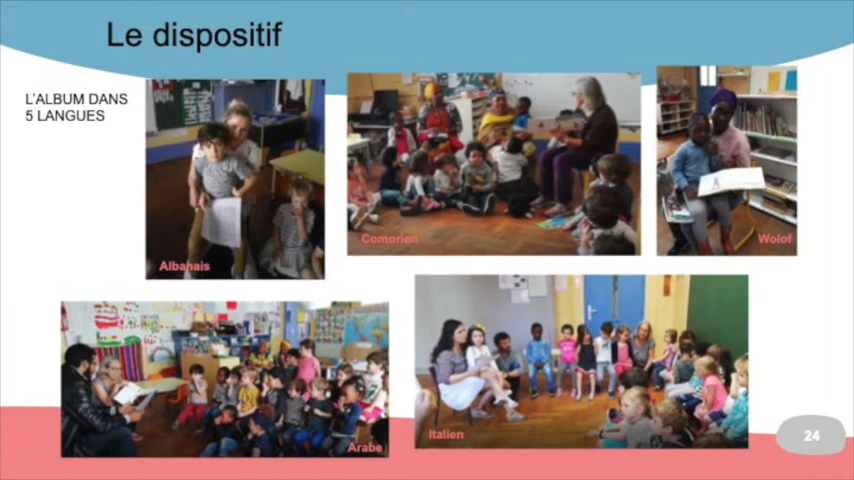 Le dispositif
L'ALBUM DANS
5 LANGUES
Albanais
Comorien
Wolof
Arabe
Italien
24